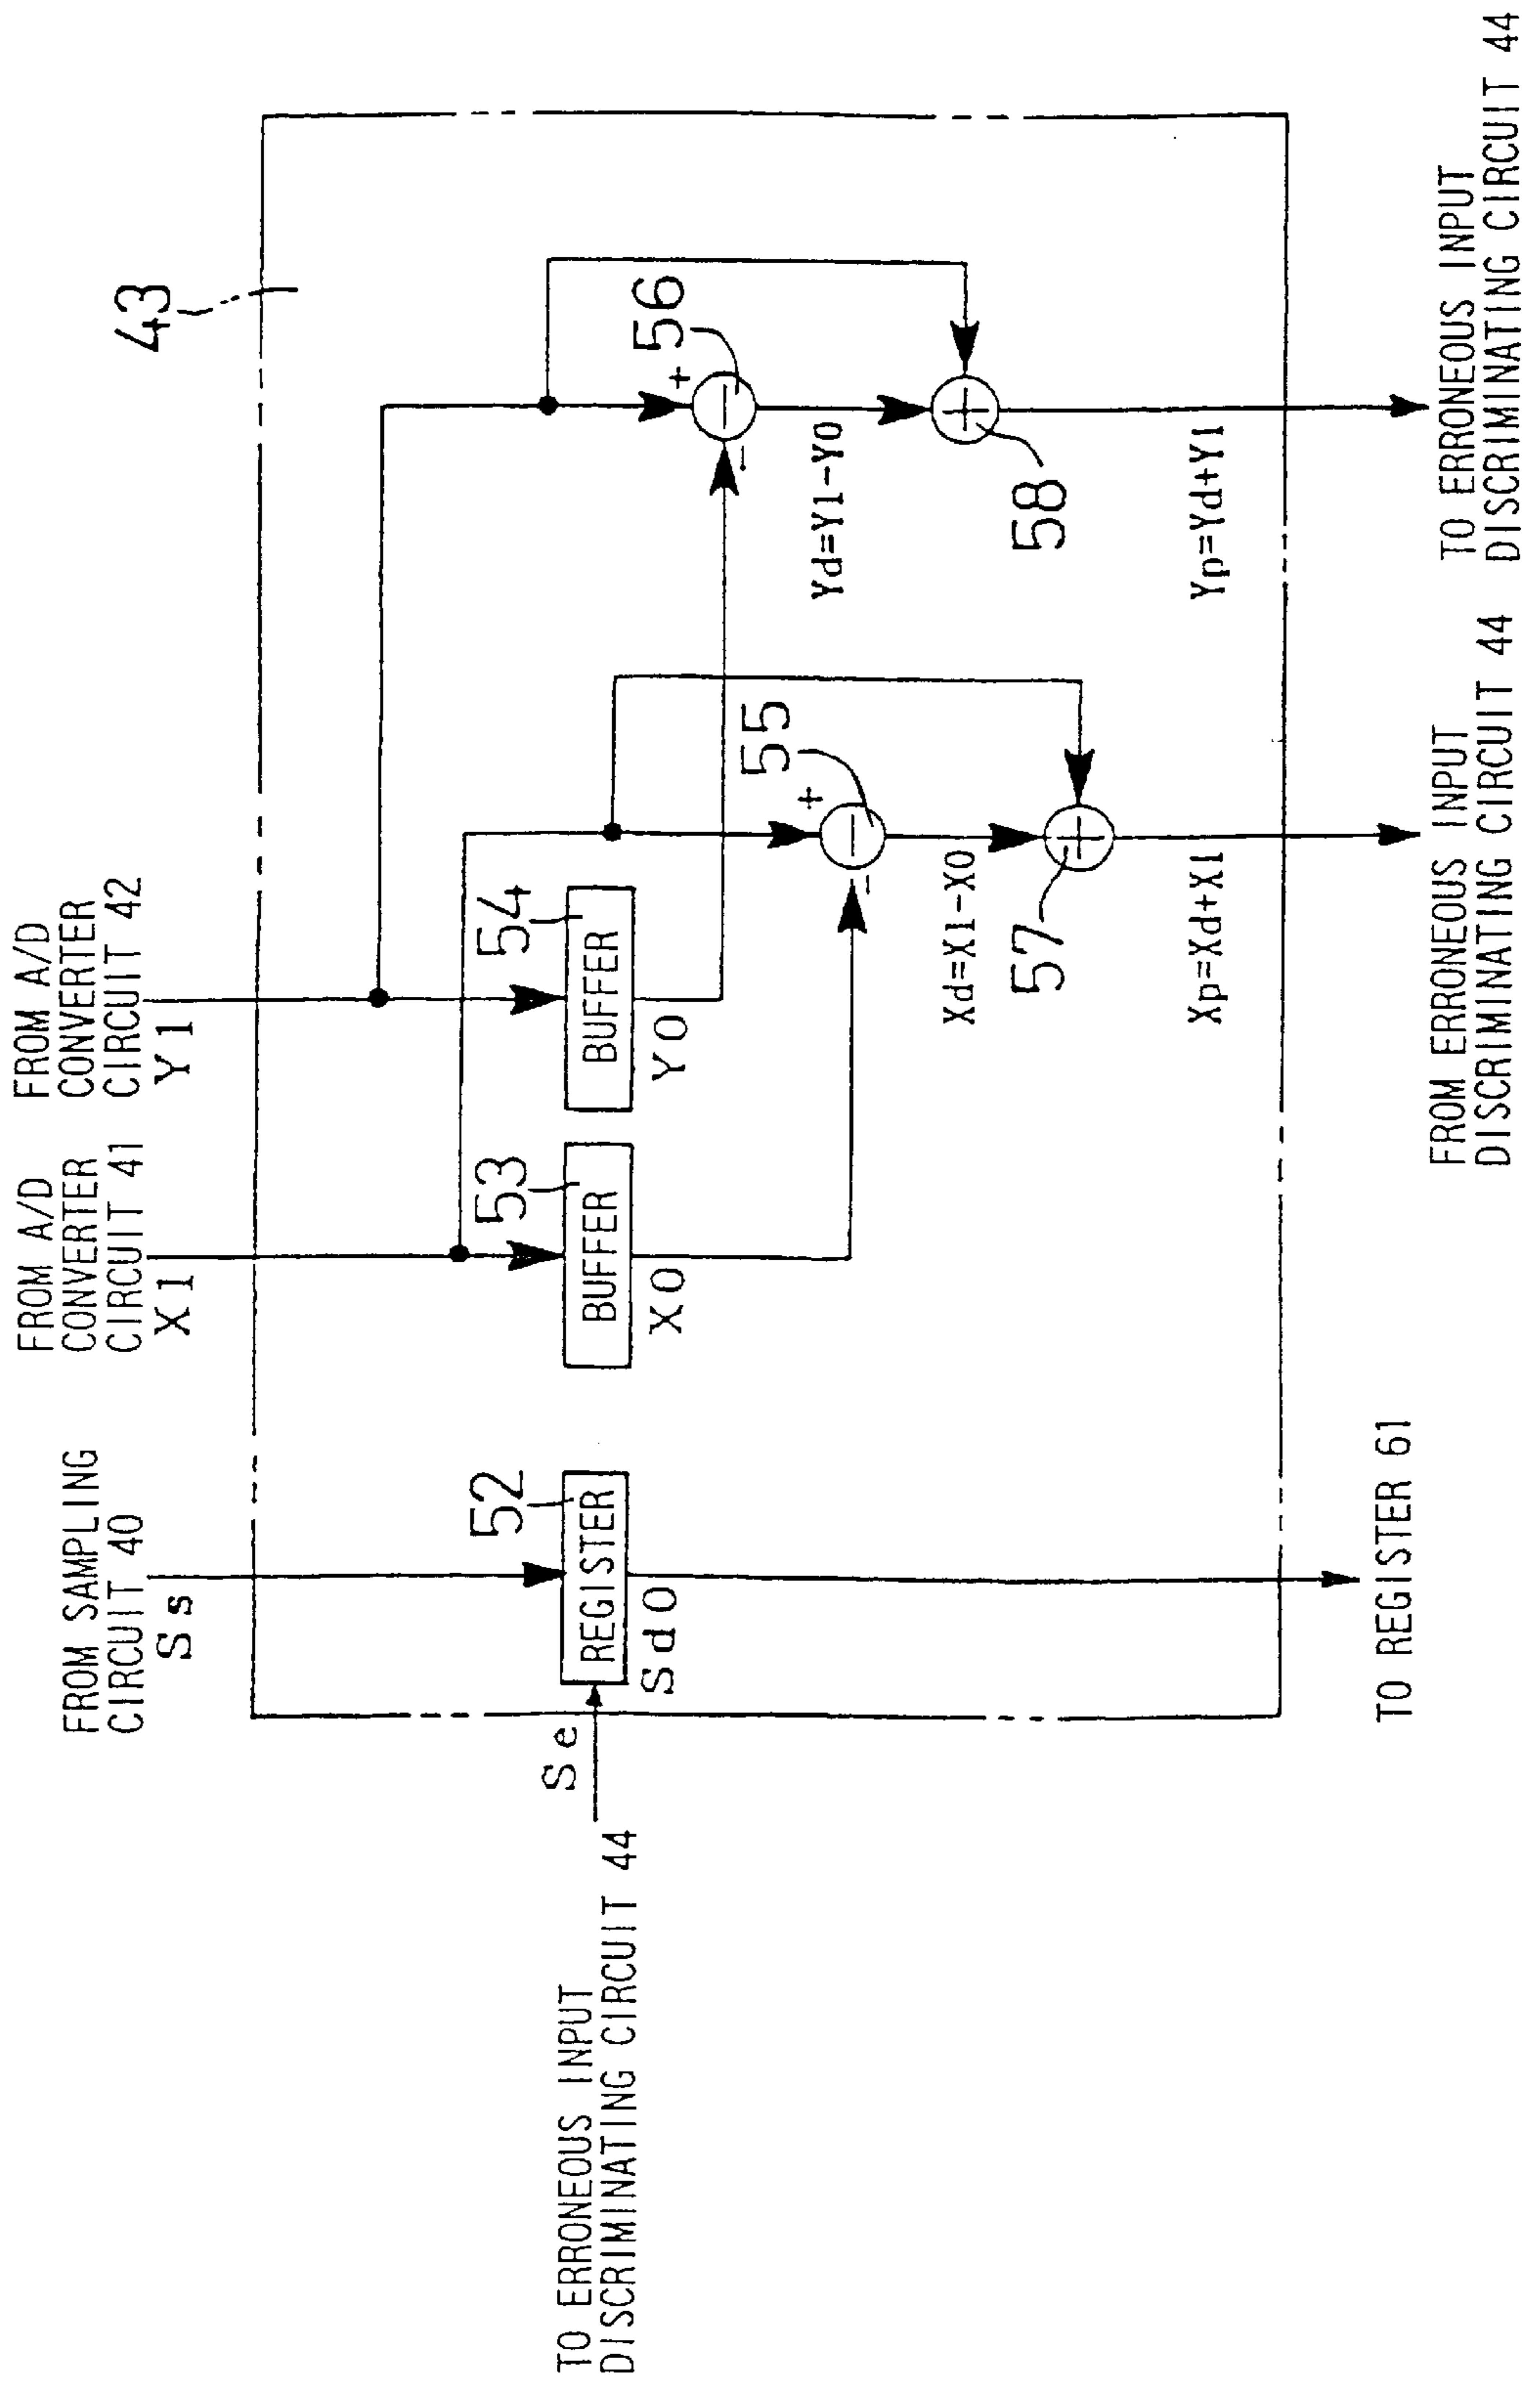 43
FROM SAMPLING
CIRCUIT 40
Ss
FROM A/D
CONVERTER
CIRCUIT 41
X1
FROM A/D
CONVERTER
CIRCUIT 42
Y1
TO ERRONEOUS INPUT
DISCRIMINATING CIRCUIT 44
Se
52
REGISTER
Sd0
53
BUFFER
X0
54
BUFFER
Y0
+
−
56
Yd=Y1-Y0
+
−
55
Xd=X1-X0
58
57
Yp=Yd+Y1
Xp=Xd+X1
TO REGISTER 61
FROM ERRONEOUS INPUT
DISCRIMINATING CIRCUIT 44
TO ERRONEOUS INPUT
DISCRIMINATING CIRCUIT 44